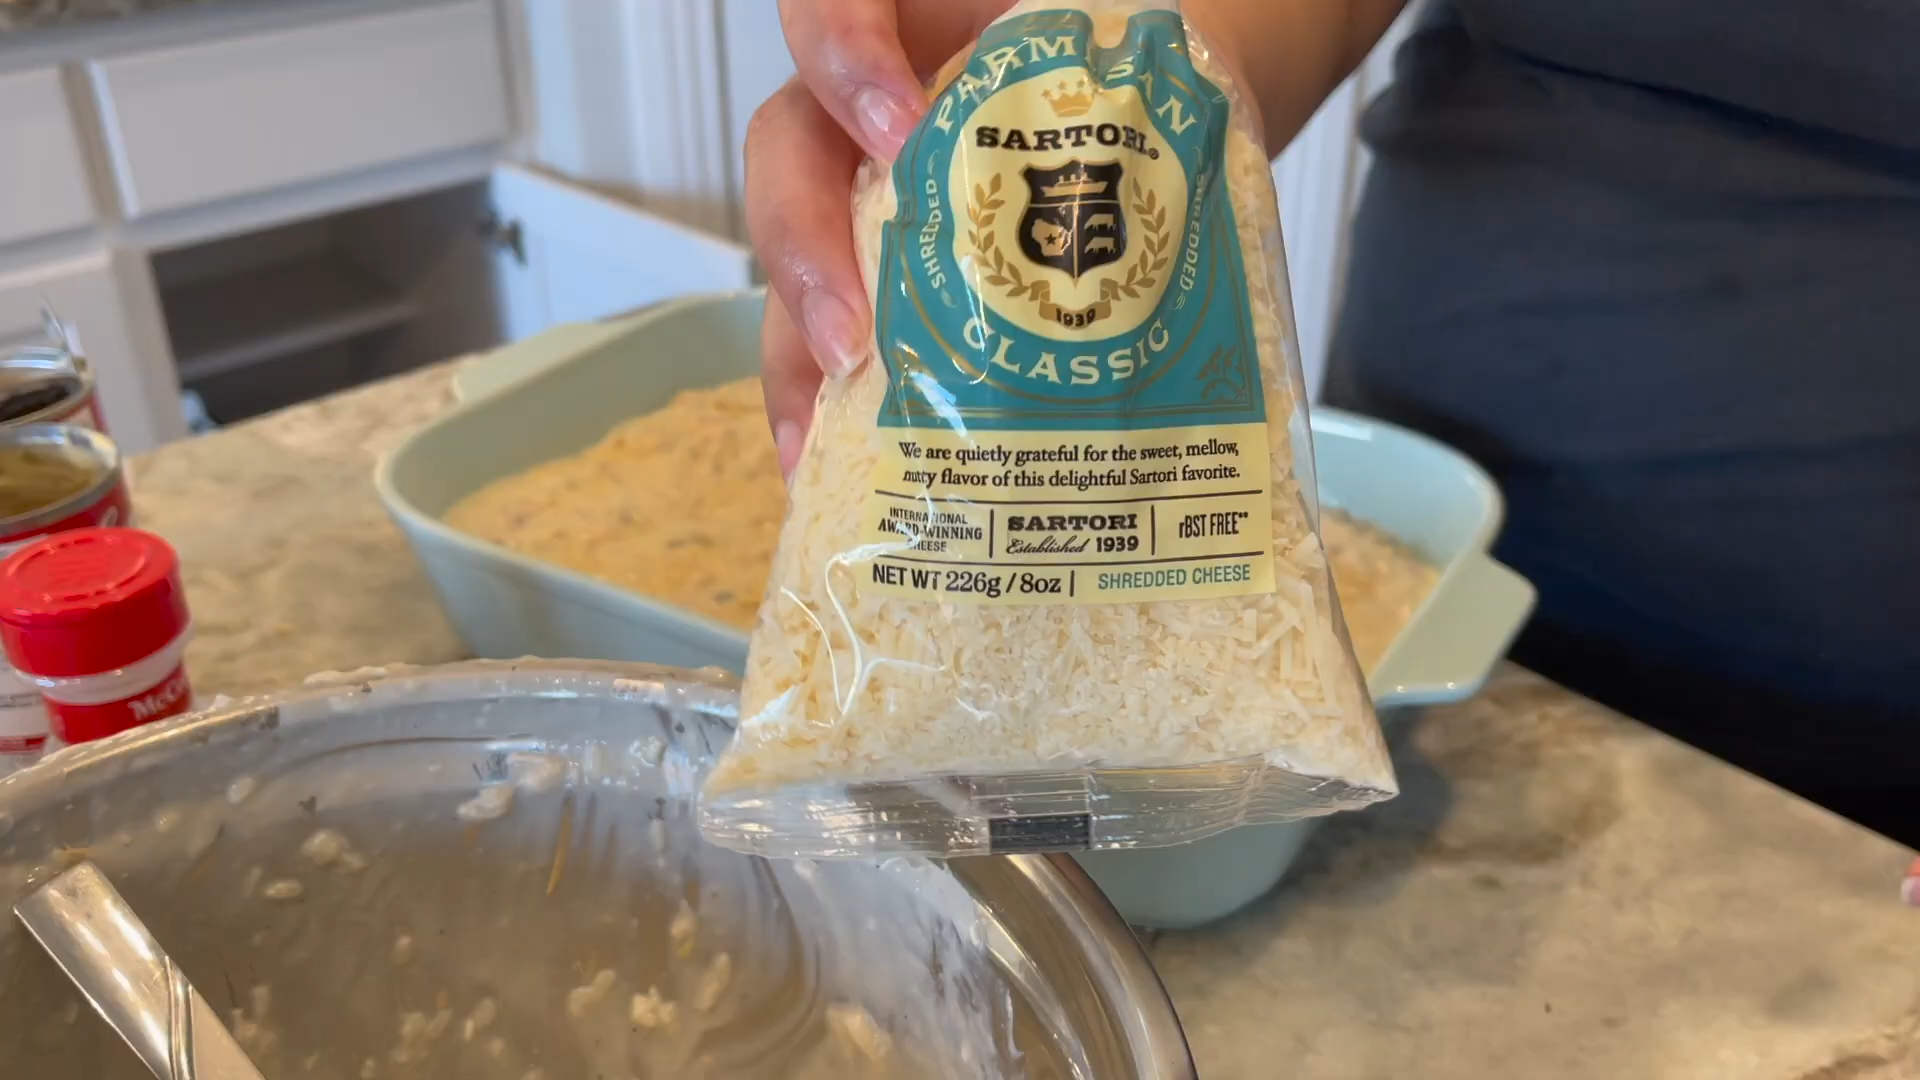 PARMESAN
SARTORI®
SHREDDED
SHREDDED
1939
CLASSIC
We are quietly grateful for the sweet, mellow,
nutty flavor of this delightful Sartori favorite.
INTERNATIONAL
AWARD-WINNING
CHEESE
SARTORI
Established 1939
rBST FREE**
NET WT 226g / 8oz | SHREDDED CHEESE
McC